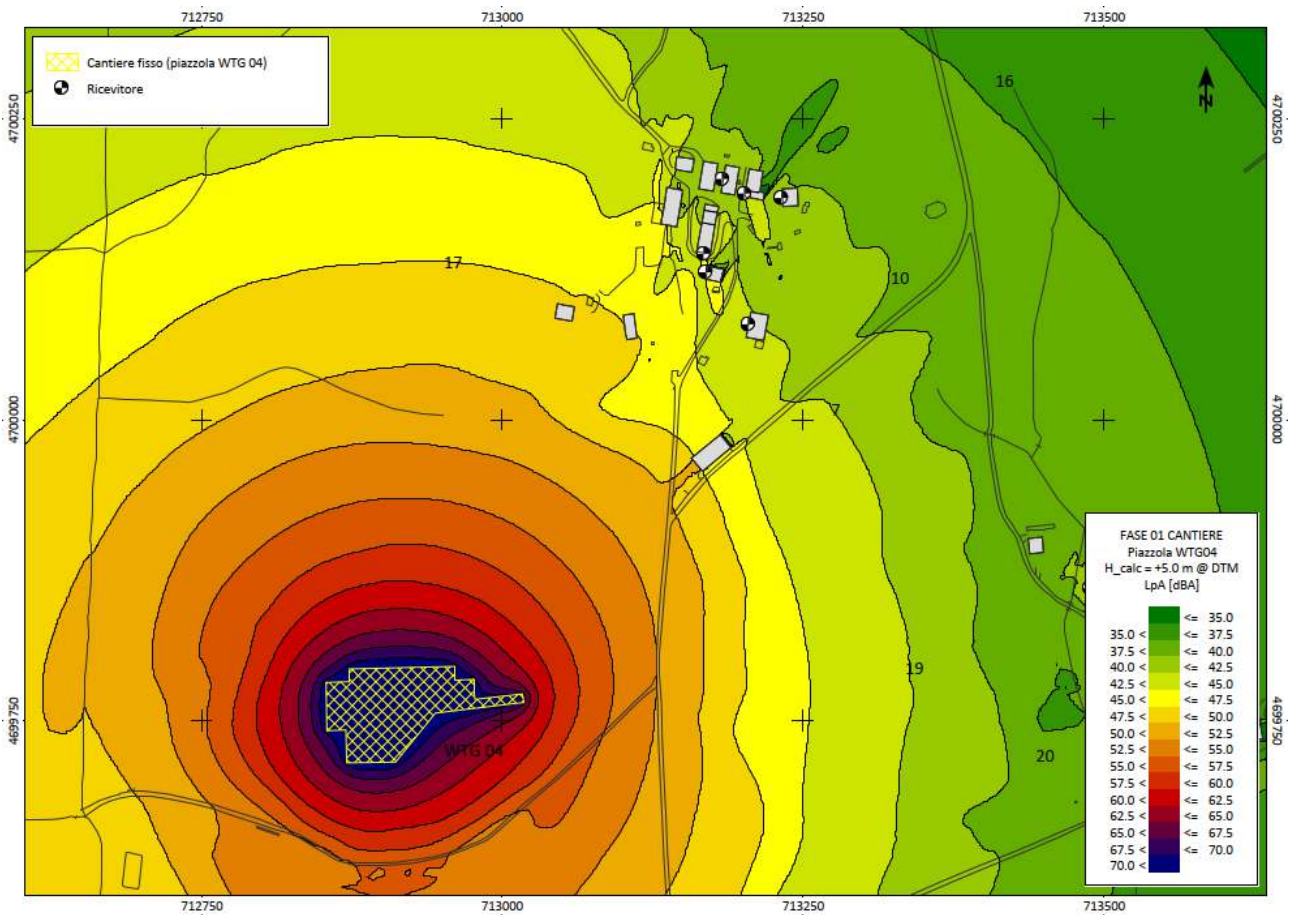 712750 713000 713250 713500
Cantiere fisso (piazzola WTG 04)
Ricevitore
N
4700250 4700250
16
17
10
4700000 4700000
7
FASE 01 CANTIERE
Piazzola WTG04
H_calc = +5.0 m @ DTM
LpA [dBA]
<= 35.0
35.0 < <= 37.5
37.5 < <= 40.0
40.0 < <= 42.5
42.5 < <= 45.0
45.0 < <= 47.5
47.5 < <= 50.0
50.0 < <= 52.5
52.5 < <= 55.0
55.0 < <= 57.5
57.5 < <= 60.0
60.0 < <= 62.5
62.5 < <= 65.0
65.0 < <= 67.5
67.5 < <= 70.0
70.0 <
19
4699750 4699750
WTG 04
20
712750 713000 713250 713500